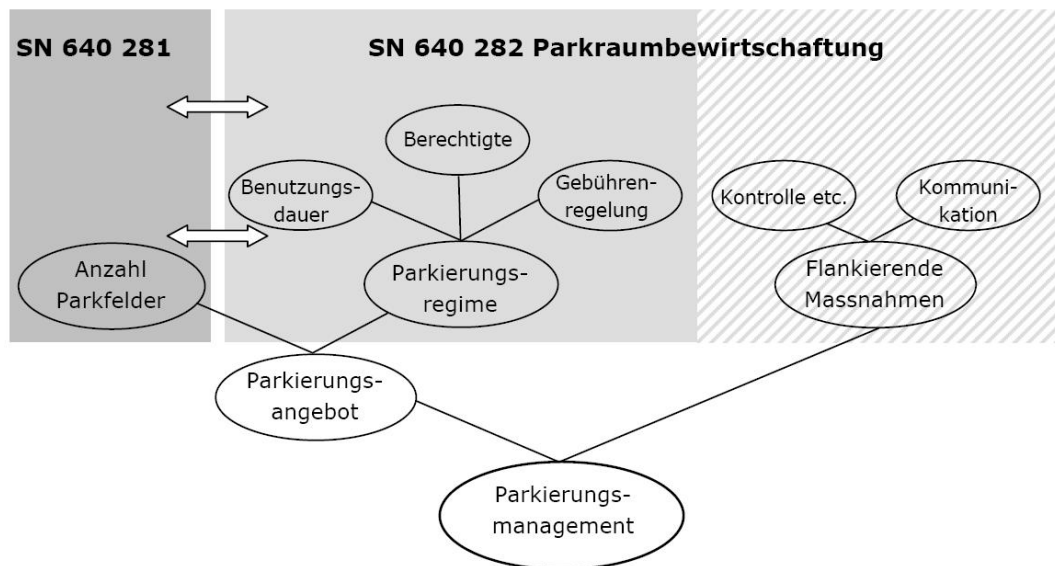 SN 640 281
SN 640 282 Parkraumbewirtschaftung
Berechtigte
Benutzungs-
dauer
Gebühren-
regelung
Kontrolle etc.
Kommuni-
kation
Anzahl
Parkfelder
Parkierungs-
regime
Flankierende
Massnahmen
Parkierungs-
angebot
Parkierungs-
management